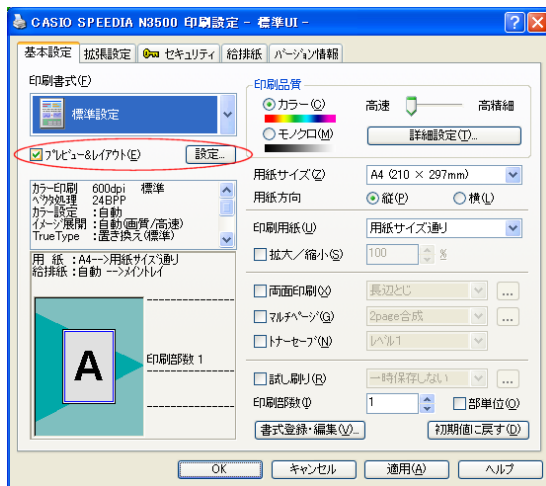 CASIO SPEEDIA N3500 印刷設定 - 標準UI -
基本設定 拡張設定 セキュリティ 給排紙 バージョン情報
印刷書式(F)
標準設定
プレビュー&レイアウト(E) 設定...
カラー印刷 600dpi 標準
ベクタ処理 24BPP
カラー設定 :自動
イメージ展開 :自動(画質/高速)
TrueType :置き換え(標準)
用 紙 :A4-->用紙サイズ通り
給排紙:自動 -->メイントレイ
A
印刷部数 1
印刷品質
カラー(C) 高速 高精細
モノクロ(M) 詳細設定(T)...
用紙サイズ(Z) A4 (210 × 297mm)
用紙方向 縦(P) 横(L)
印刷用紙(U) 用紙サイズ通り
拡大/縮小(S) 100 %
両面印刷(X) 長辺とじ ...
マルチページ(G) 2page合成 ...
トナーセーブ(N) レベル1
試し刷り(R) 一時保存しない ...
印刷部数(I) 1 部単位(O)
書式登録・編集(V)... 初期値に戻す(D)
OK キャンセル 適用(A) ヘルプ